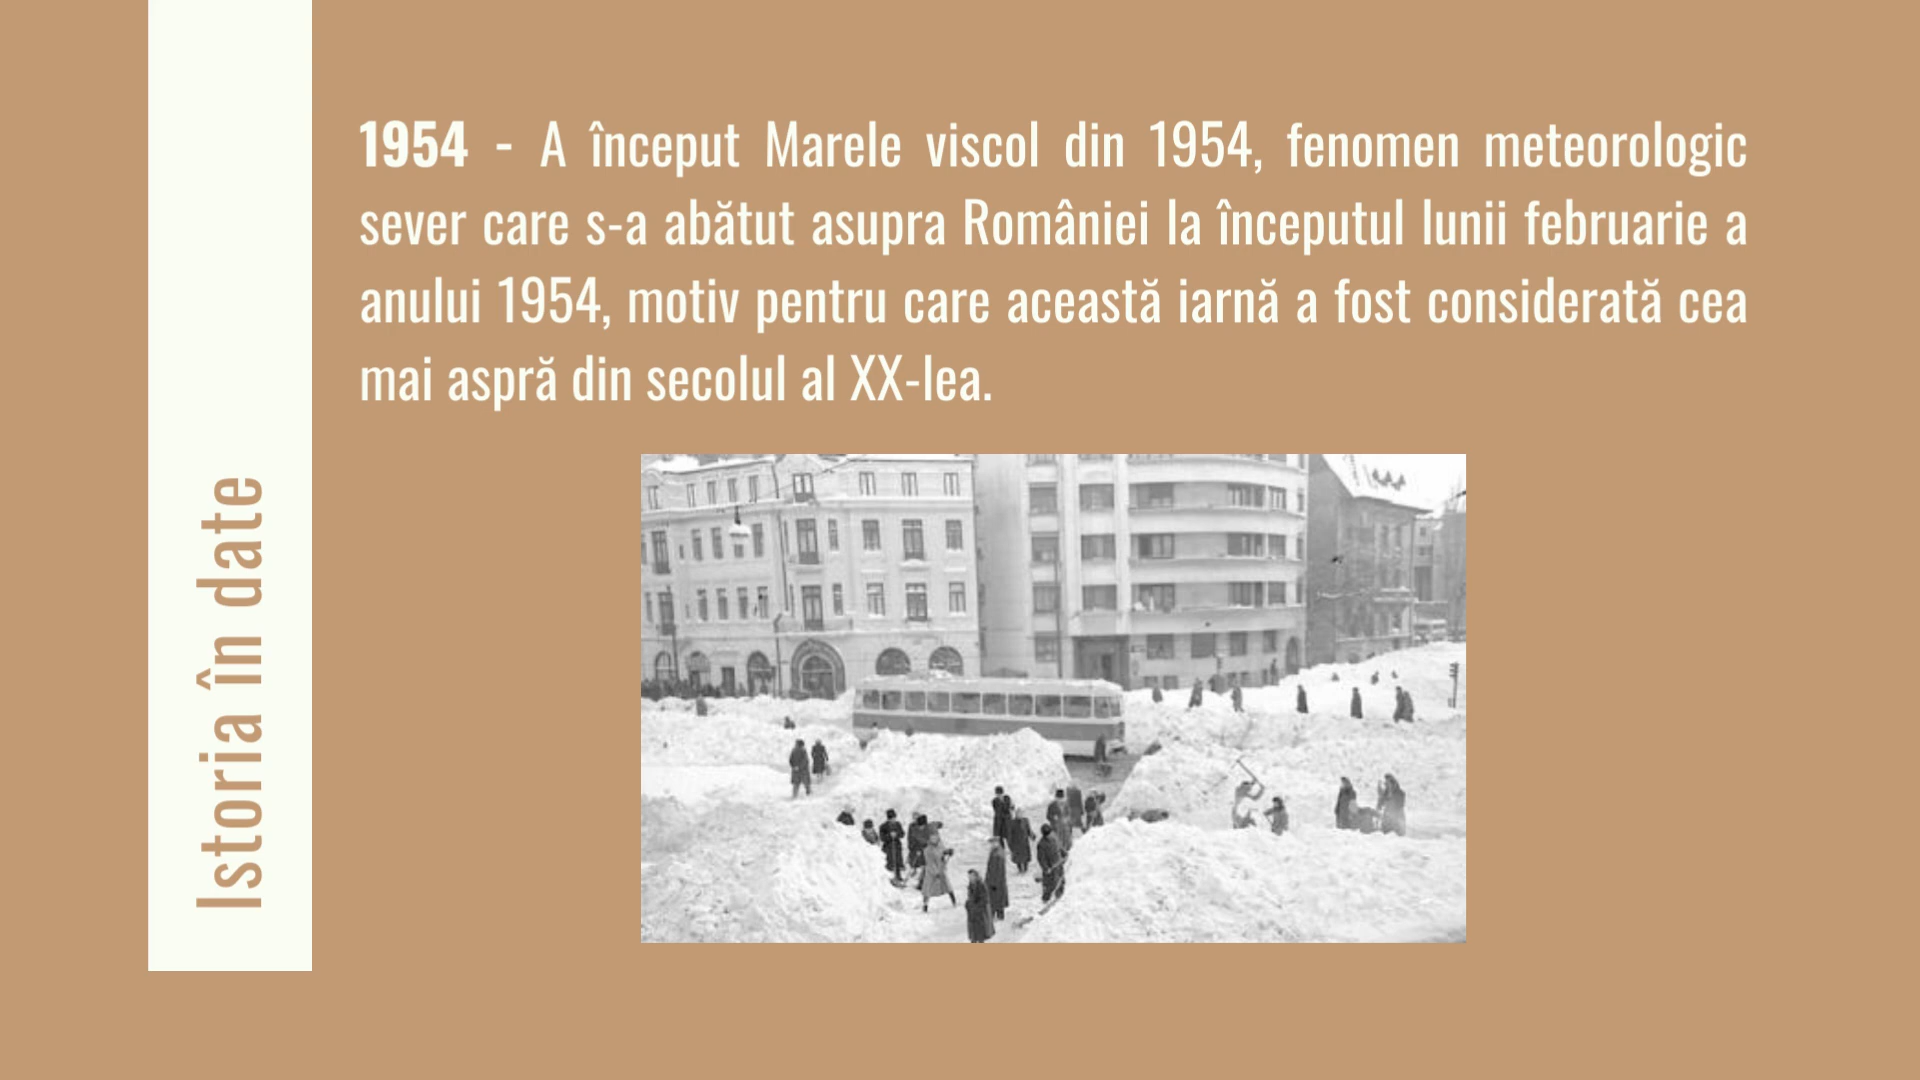 Istoria în date
1954 - A început Marele viscol din 1954, fenomen meteorologic
sever care s-a abătut asupra României la începutul lunii februarie a
anului 1954, motiv pentru care această iarnă a fost considerată cea
mai aspră din secolul al XX-lea.